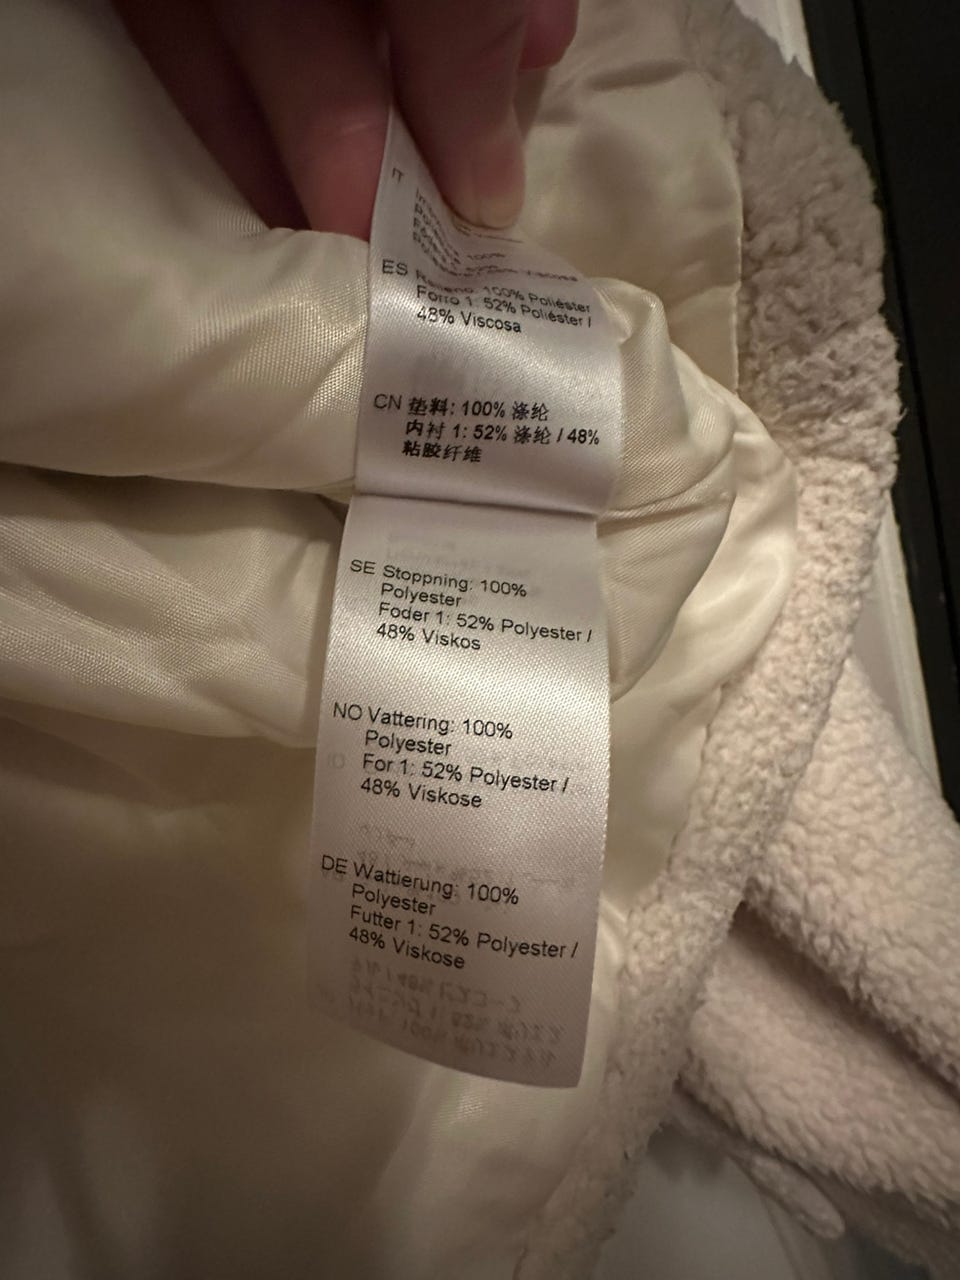 IT
100%
ES Relleno: 100% Poliéster
Forro 1: 52% Poliéster /
48% Viscosa
CN 垫料: 100% 涤纶
内衬 1: 52% 涤纶 / 48%
粘胶纤维
SE Stoppning: 100%
Polyester
Foder 1: 52% Polyester /
48% Viskos
NO Vattering: 100%
Polyester
For 1: 52% Polyester /
48% Viskose
DE Wattierung: 100%
Polyester
Futter 1: 52% Polyester /
48% Viskose